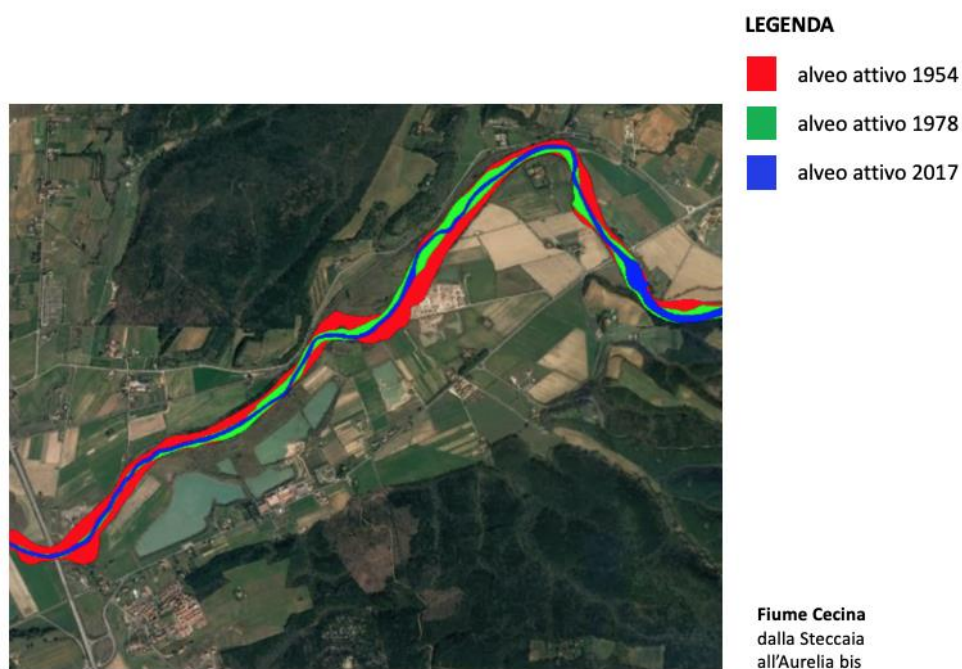 LEGENDA
alveo attivo 1954
alveo attivo 1978
alveo attivo 2017
Fiume Cecina
dalla Steccaia
all'Aurelia bis